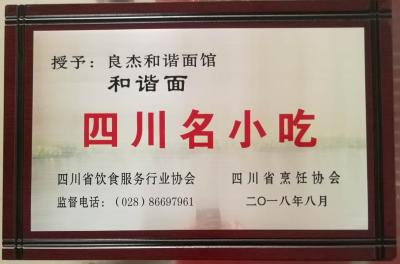 授予：良杰和谐面馆
和谐面
四川名小吃
四川省饮食服务行业协会 四川省烹饪协会
监督电话：（028）86697961 二〇一八年八月